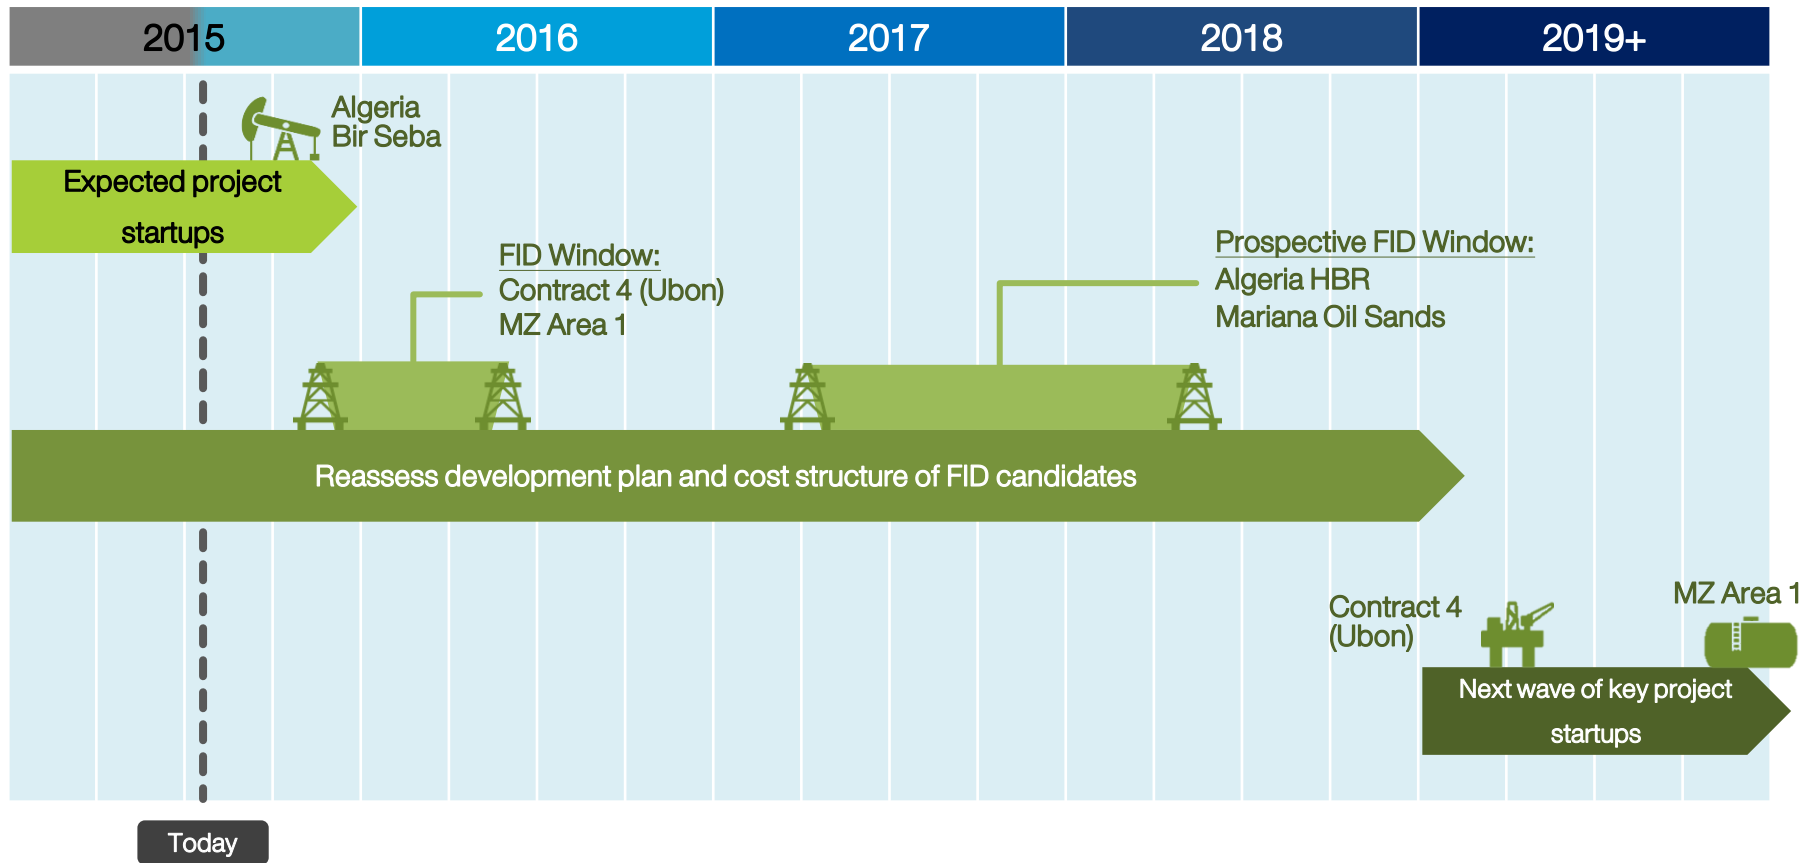 2015
2016
2017
2018
2019+
Algeria
Bir Seba
Expected project
startups
FID Window:
Contract 4 (Ubon)
MZ Area 1
Prospective FID Window:
Algeria HBR
Mariana Oil Sands
Reassess development plan and cost structure of FID candidates
Contract 4
(Ubon)
MZ Area 1
Next wave of key project
startups
Today